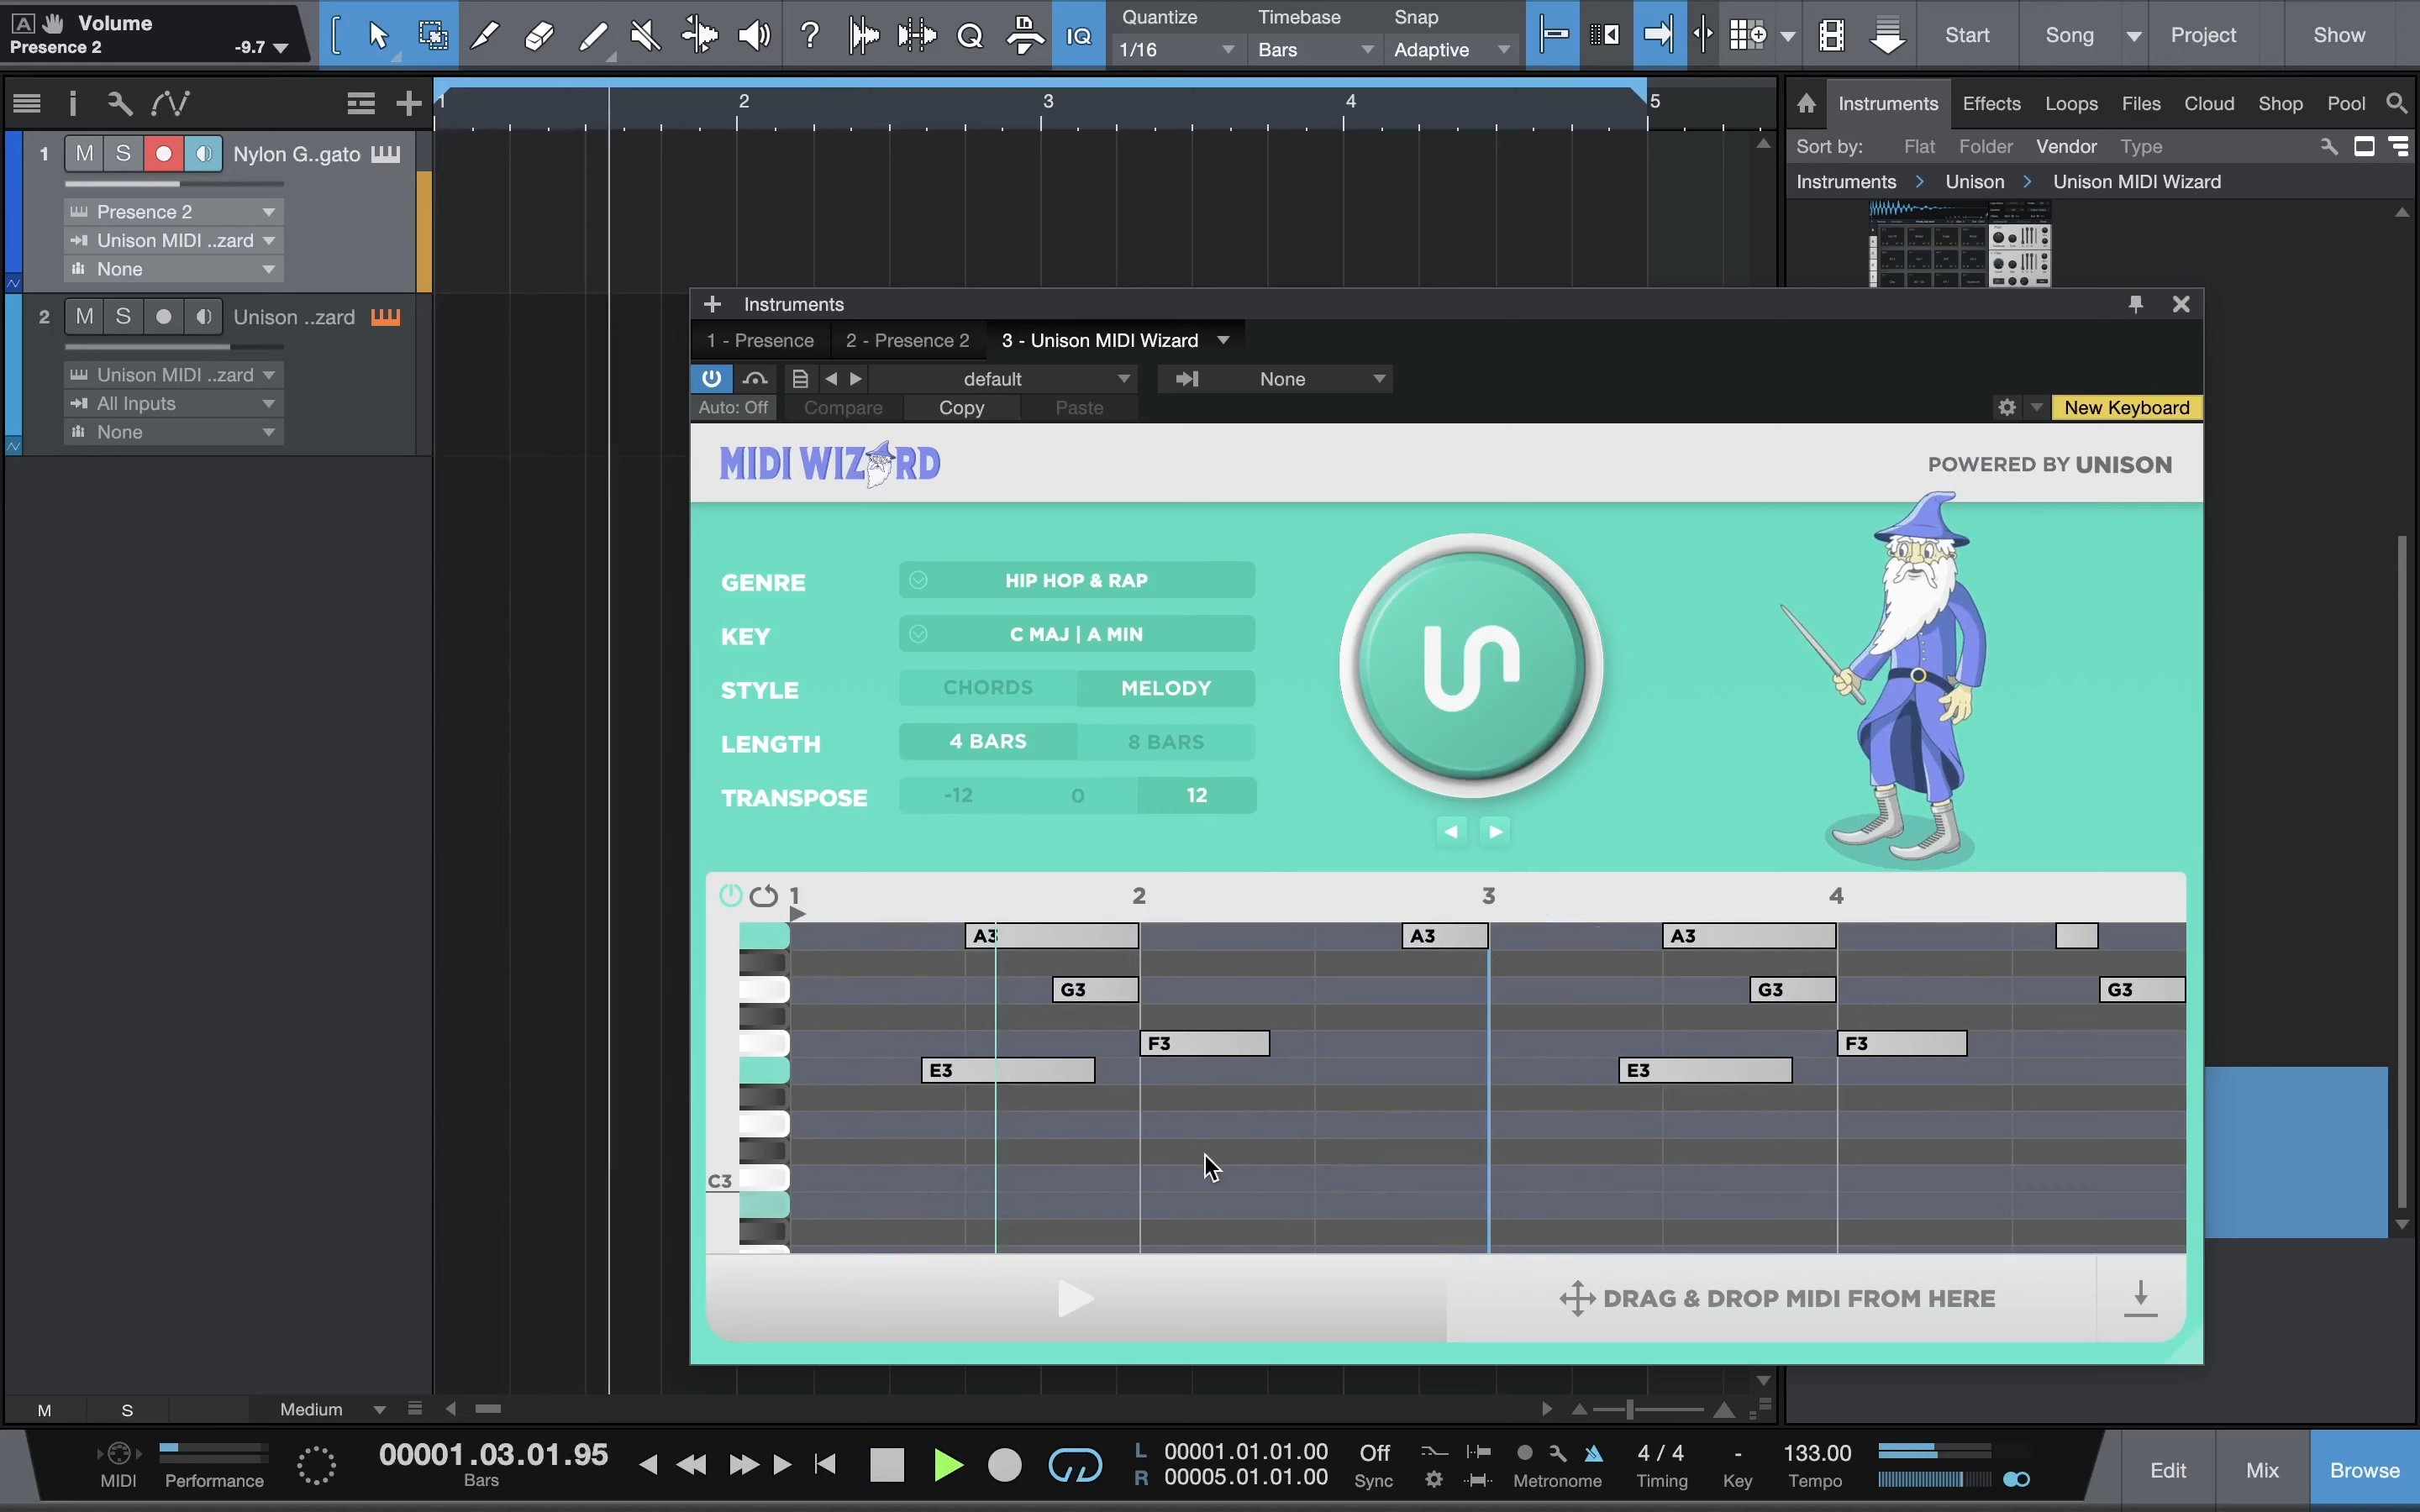 A Volume
Presence 2 -9.7
IQ
Quantize Timebase Snap
1/16 Bars Adaptive
Start Song Project Show
1 2 3 4 5
Instruments Effects Loops Files Cloud Shop Pool
Sort by: Flat Folder Vendor Type
Instruments > Unison > Unison MIDI Wizard
1 M S Nylon G..gato
Presence 2
Unison MIDI ..zard
None
2 M S Unison ..zard
Unison MIDI ..zard
All Inputs
None
Instruments
1 - Presence 2 - Presence 2 3 - Unison MIDI Wizard
default None
Auto: Off Compare Copy Paste New Keyboard
MIDI WIZARD
POWERED BY UNISON
GENRE HIP HOP & RAP
KEY C MAJ | A MIN
STYLE CHORDS MELODY
LENGTH 4 BARS 8 BARS
TRANSPOSE -12 0 12
1 2 3 4
A3 A3 A3
G3 G3 G3
F3 F3
E3 E3
C3
DRAG & DROP MIDI FROM HERE
M S Medium
MIDI Performance
00001.03.01.95
Bars
L 00001.01.01.00
R 00005.01.01.00
Off
Sync
Metronome
4 / 4
Timing
-
Key
133.00
Tempo
Edit Mix Browse